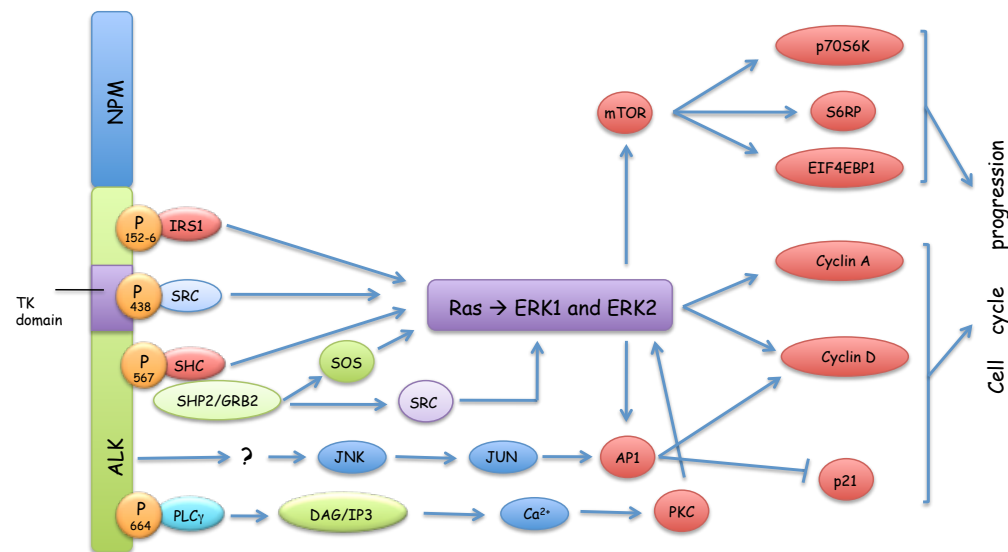 NPM
ALK
TK
domain
P
152-6
IRS1
P
438
SRC
P
567
SHC
SHP2/GRB2
SOS
SRC
Ras → ERK1 and ERK2
?
JNK
JUN
AP1
P
664
PLCγ
DAG/IP3
Ca²⁺
PKC
mTOR
p70S6K
S6RP
EIF4EBP1
Cyclin A
Cyclin D
p21
Cell cycle progression